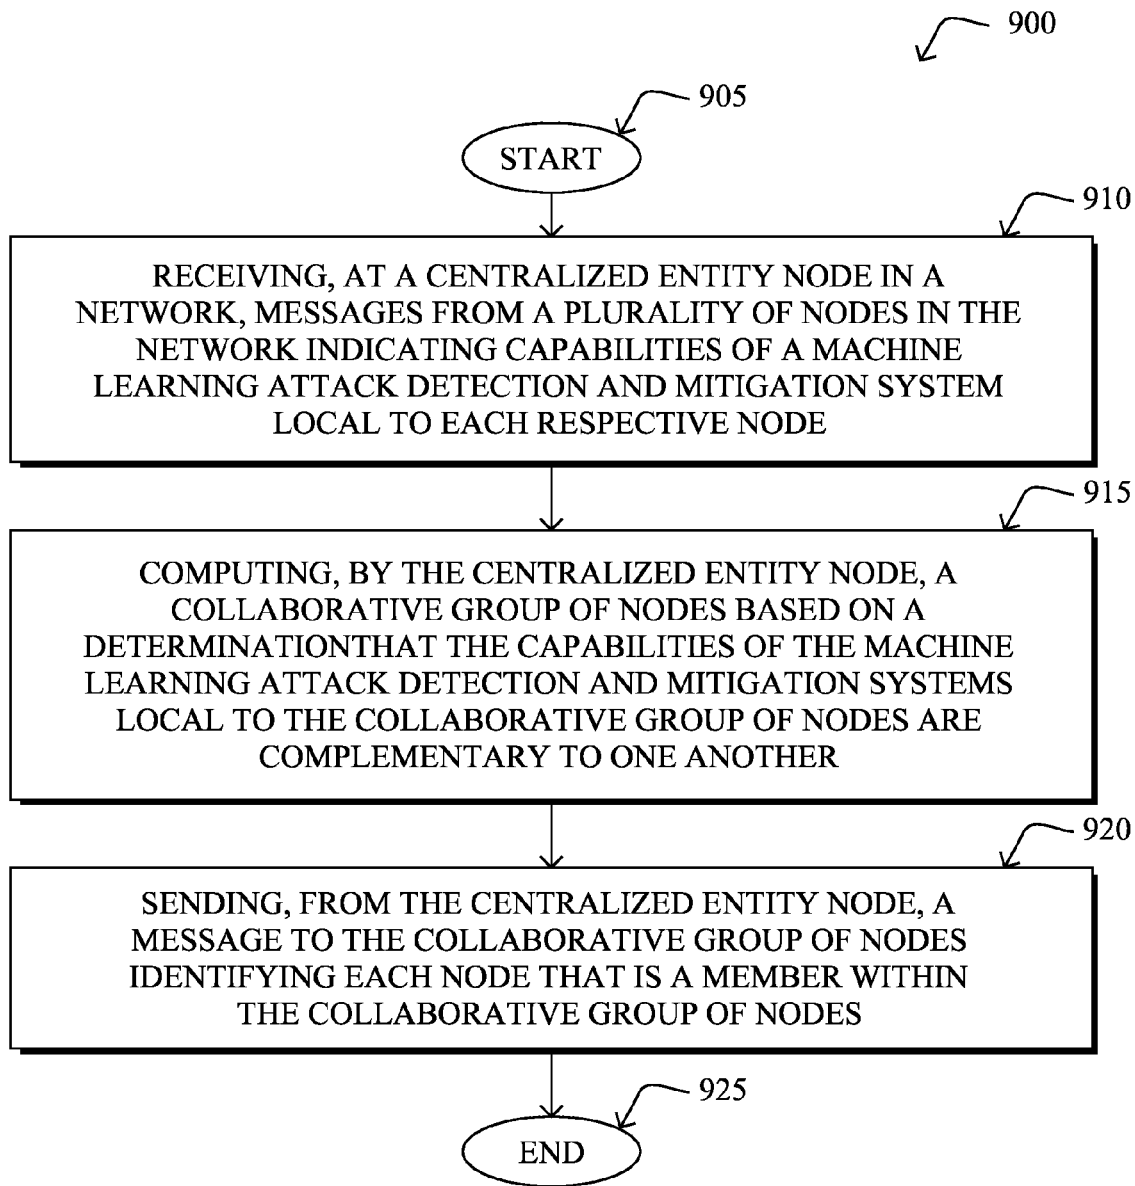 900
905
START
910
RECEIVING, AT A CENTRALIZED ENTITY NODE IN A
NETWORK, MESSAGES FROM A PLURALITY OF NODES IN THE
NETWORK INDICATING CAPABILITIES OF A MACHINE
LEARNING ATTACK DETECTION AND MITIGATION SYSTEM
LOCAL TO EACH RESPECTIVE NODE
915
COMPUTING, BY THE CENTRALIZED ENTITY NODE, A
COLLABORATIVE GROUP OF NODES BASED ON A
DETERMINATIONTHAT THE CAPABILITIES OF THE MACHINE
LEARNING ATTACK DETECTION AND MITIGATION SYSTEMS
LOCAL TO THE COLLABORATIVE GROUP OF NODES ARE
COMPLEMENTARY TO ONE ANOTHER
920
SENDING, FROM THE CENTRALIZED ENTITY NODE, A
MESSAGE TO THE COLLABORATIVE GROUP OF NODES
IDENTIFYING EACH NODE THAT IS A MEMBER WITHIN
THE COLLABORATIVE GROUP OF NODES
925
END